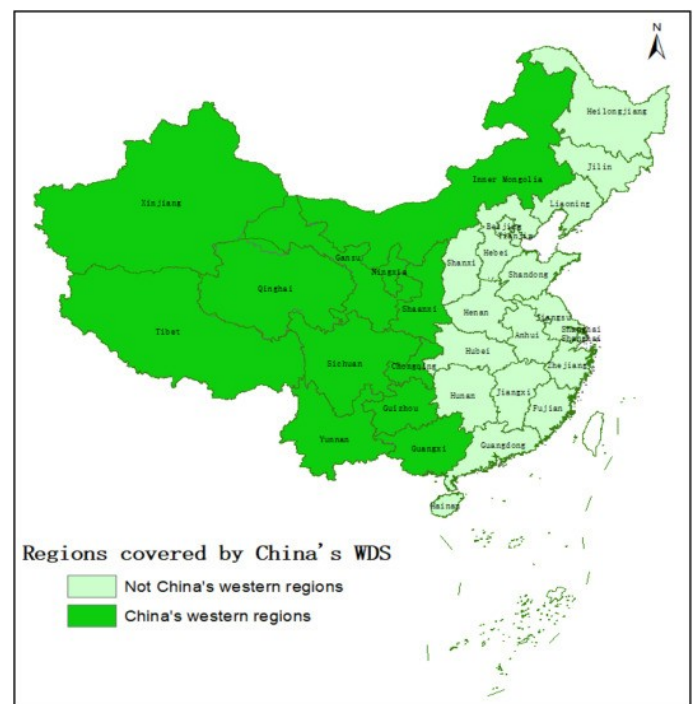 N
Heilongjiang
Jilin
Inner Mongolia
Liaoning
Xinjiang
Beijing
Tianjin
Gansu
Hebei
Ningxia
Shanxi
Shandong
Qinghai
Shaanxi
Henan
Jiangsu
Tibet
Anhui
Shanghai
Shanghai
Hubei
Sichuan
Chongqing
Zhejiang
Hunan
Jiangxi
Guizhou
Fujian
Yunnan
Guangxi
Guangdong
Hainan
Regions covered by China's WDS
Not China's western regions
China's western regions